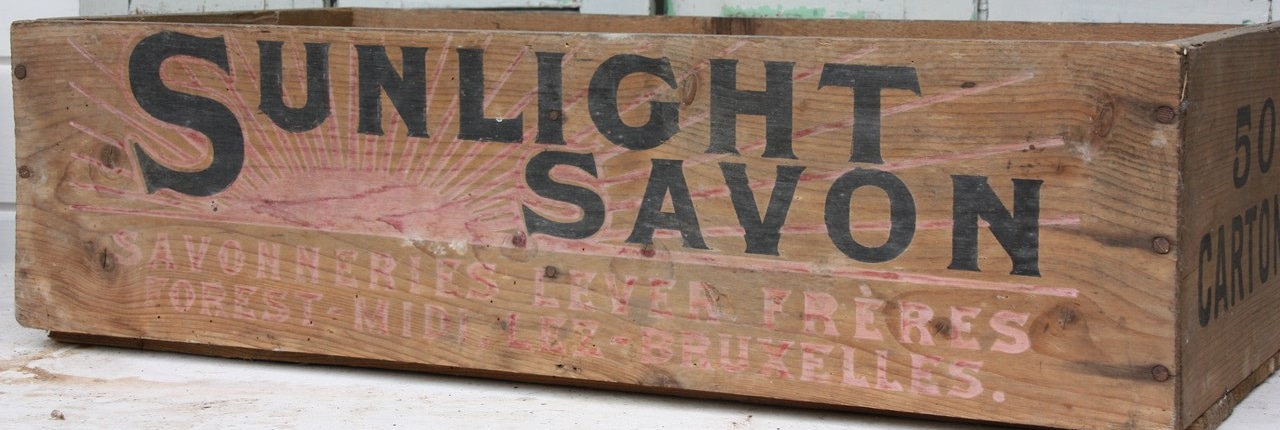 SUNLIGHT
SAVON
SAVONNERIES LEVER FRÈRES
FOREST-MIDI, LEZ-BRUXELLES.
50
CARTON